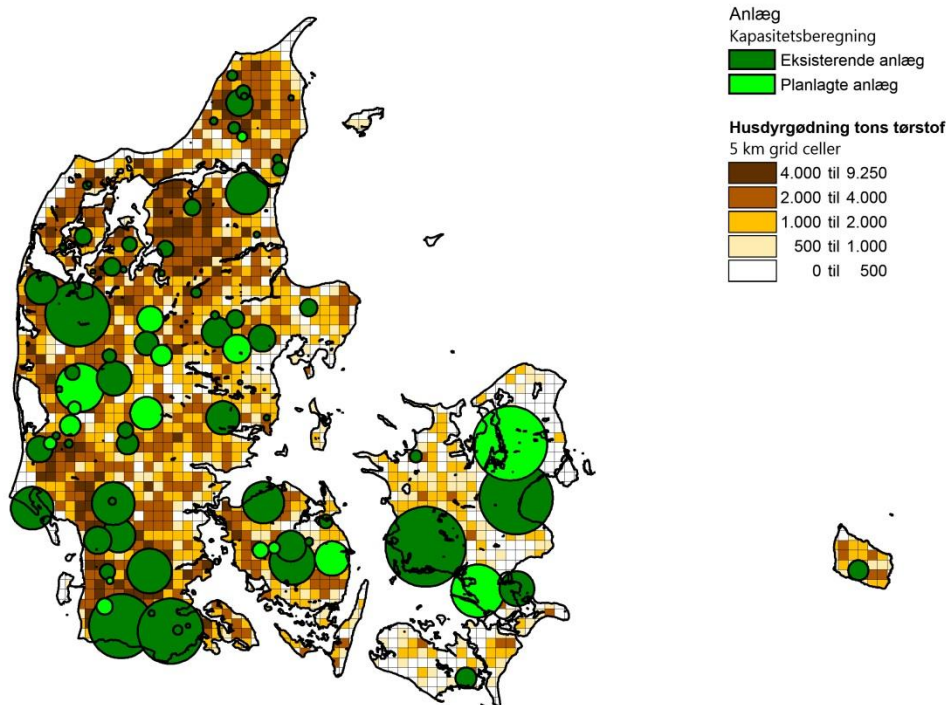 Anlæg
Kapasitetsberegning
Eksisterende anlæg
Planlagte anlæg
Husdyrgødning tons tørstof
5 km grid celler
4.000 til 9.250
2.000 til 4.000
1.000 til 2.000
500 til 1.000
0 til 500